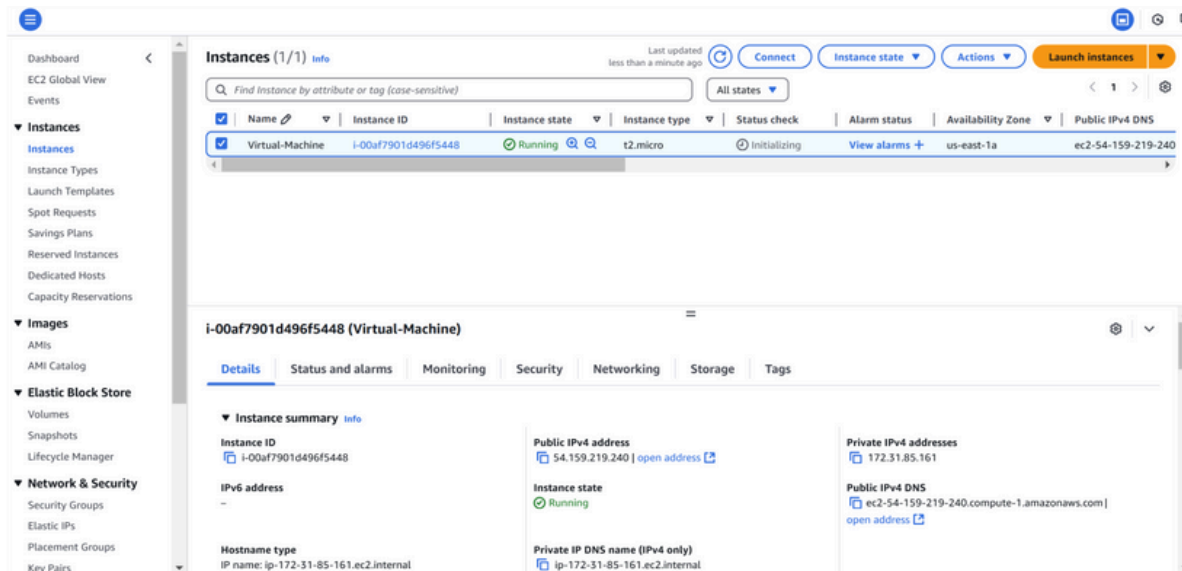 Dashboard
EC2 Global View
Events
Instances
Instances
Instance Types
Launch Templates
Spot Requests
Savings Plans
Reserved Instances
Dedicated Hosts
Capacity Reservations
Images
AMIs
AMI Catalog
Elastic Block Store
Volumes
Snapshots
Lifecycle Manager
Network & Security
Security Groups
Elastic IPs
Placement Groups
Key Pairs
Instances (1/1) Info
Last updated
less than a minute ago
Connect Instance state Actions Launch instances
Find Instance by attribute or tag (case-sensitive) All states 1
Name Instance ID Instance state Instance type Status check Alarm status Availability Zone Public IPv4 DNS
Virtual-Machine i-00af7901d496f5448 Running t2.micro Initializing View alarms + us-east-1a ec2-54-159-219-240
i-00af7901d496f5448 (Virtual-Machine)
Details Status and alarms Monitoring Security Networking Storage Tags
Instance summary Info
Instance ID
i-00af7901d496f5448
Public IPv4 address
54.159.219.240 | open address
Private IPv4 addresses
172.31.85.161
IPv6 address
–
Instance state
Running
Public IPv4 DNS
ec2-54-159-219-240.compute-1.amazonaws.com |
open address
Hostname type
IP name: ip-172-31-85-161.ec2.internal
Private IP DNS name (IPv4 only)
ip-172-31-85-161.ec2.internal